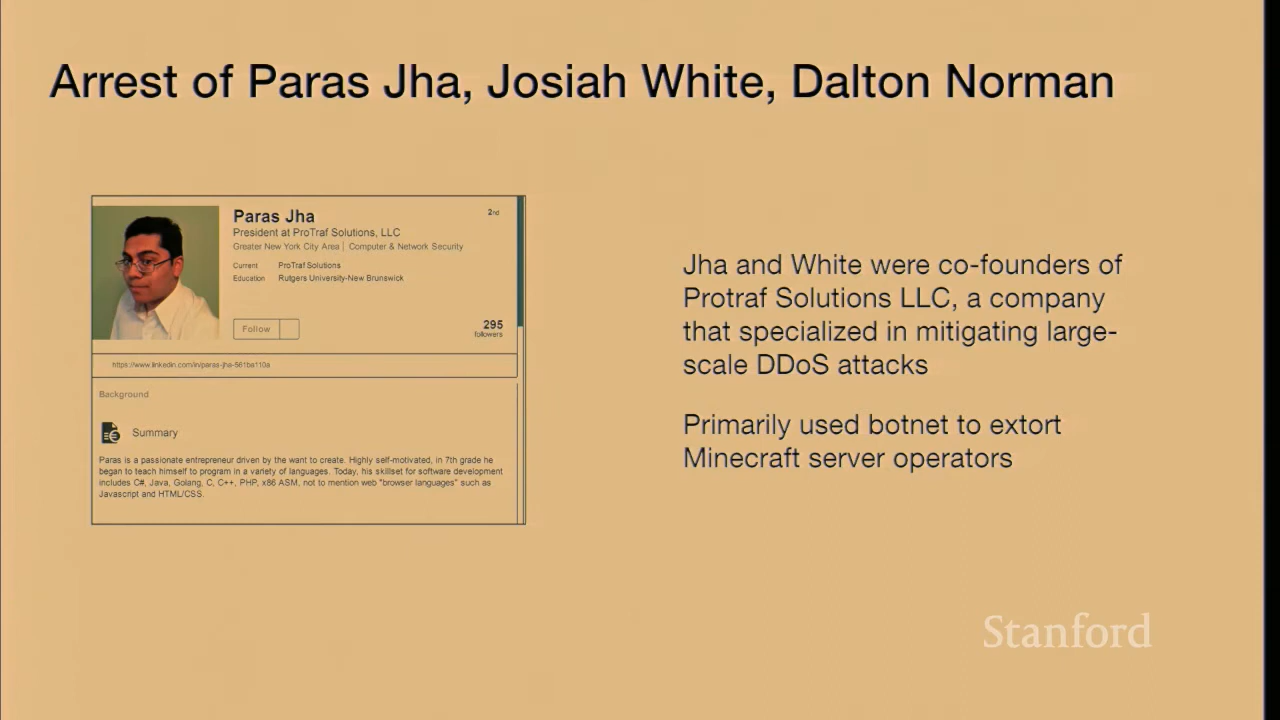 Arrest of Paras Jha, Josiah White, Dalton Norman
Paras Jha
2nd
President at ProTraf Solutions, LLC
Greater New York City Area | Computer & Network Security
Current ProTraf Solutions
Education Rutgers University-New Brunswick
Follow
295
followers
https://www.linkedin.com/in/paras-jha-561ba110a
Background
Summary
Paras is a passionate entrepreneur driven by the want to create. Highly self-motivated, in 7th grade he
began to teach himself to program in a variety of languages. Today, his skillset for software development
includes C#, Java, Golang, C, C++, PHP, x86 ASM, not to mention web "browser languages" such as
Javascript and HTML/CSS.
Jha and White were co-founders of
Protraf Solutions LLC, a company
that specialized in mitigating large-
scale DDoS attacks
Primarily used botnet to extort
Minecraft server operators
Stanford